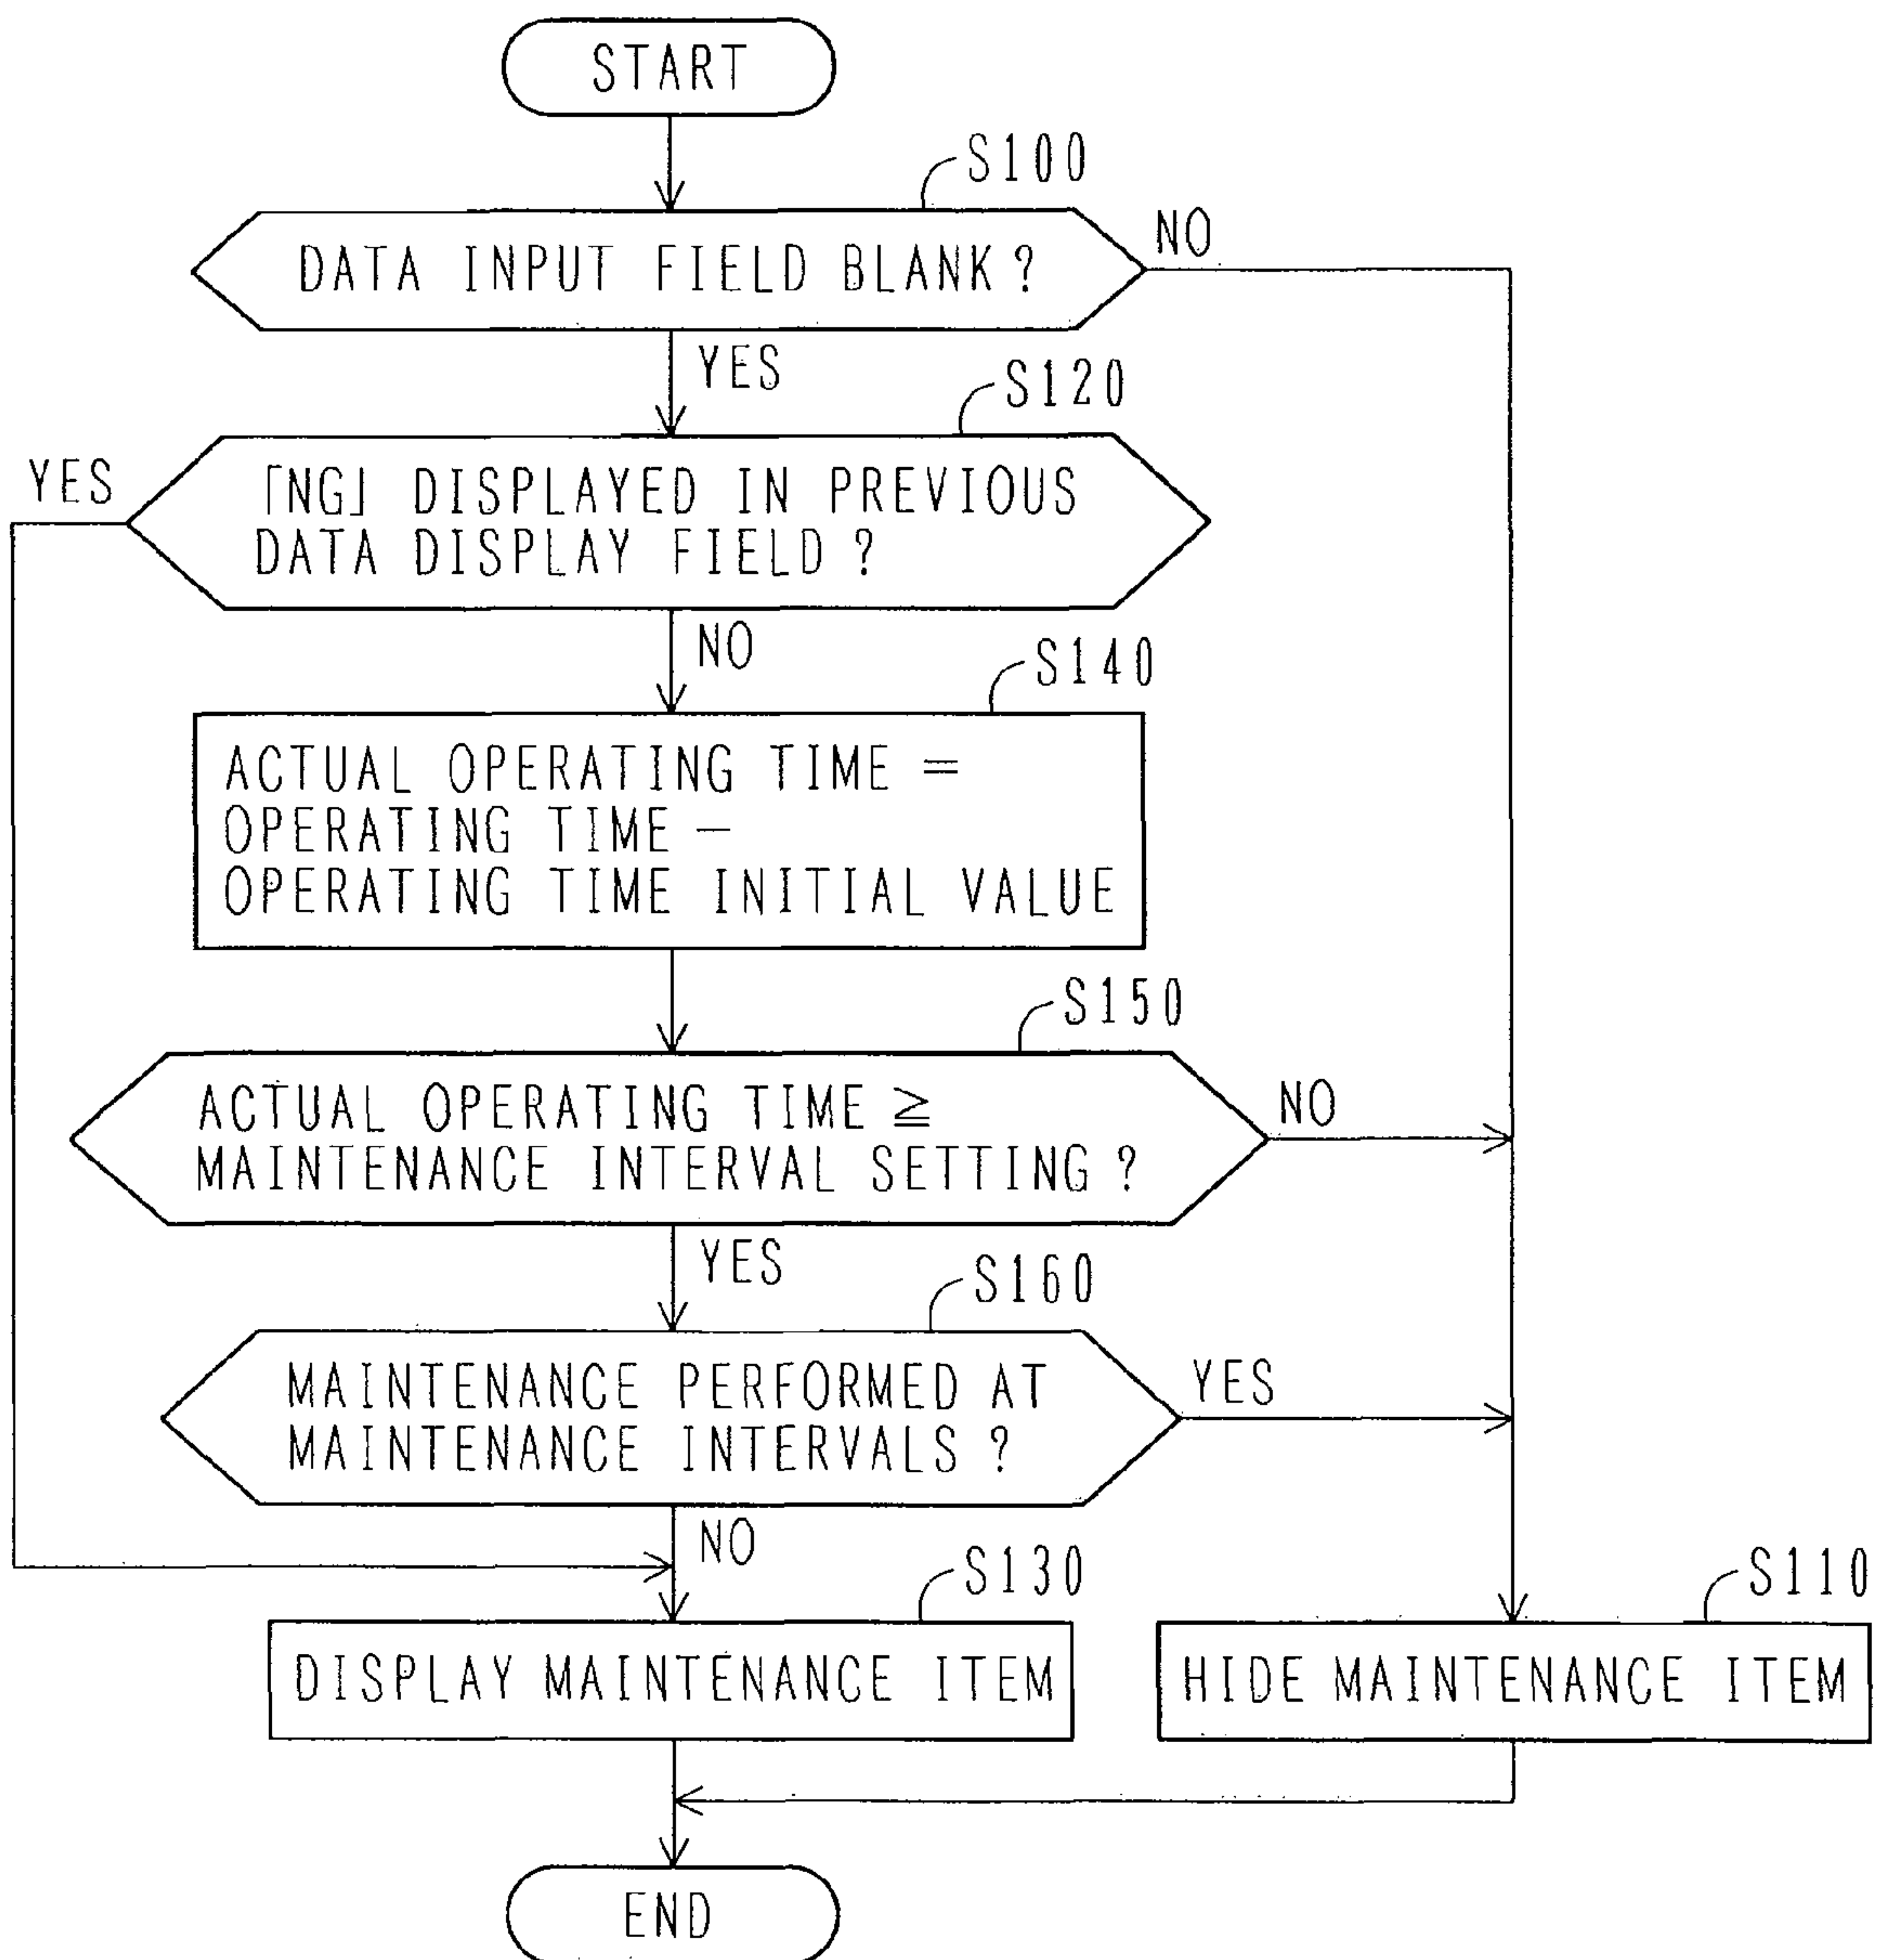 START
S100
DATA INPUT FIELD BLANK ?
NO
YES
S120
YES
「NG」 DISPLAYED IN PREVIOUS
DATA DISPLAY FIELD ?
NO
S140
ACTUAL OPERATING TIME =
OPERATING TIME −
OPERATING TIME INITIAL VALUE
S150
ACTUAL OPERATING TIME ≧
MAINTENANCE INTERVAL SETTING ?
NO
YES
S160
MAINTENANCE PERFORMED AT
MAINTENANCE INTERVALS ?
YES
NO
S130
S110
DISPLAY MAINTENANCE ITEM
HIDE MAINTENANCE ITEM
END